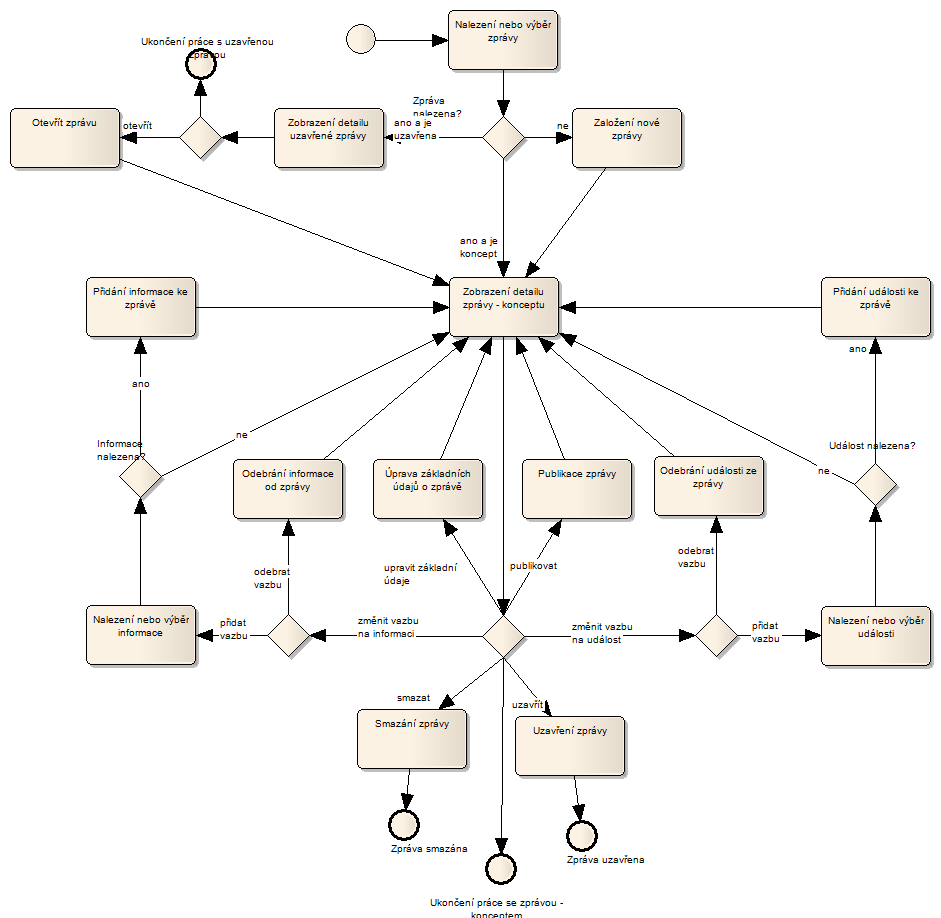 Nalezení nebo výběr
zprávy
Ukončení práce s uzavřenou
zprávou
Zpráva
nalezena?
Otevřít zprávu
otevřít
Zobrazení detailu
uzavřené zprávy
ano a je
uzavřena
ne
Založení nové
zprávy
ano a je
koncept
Přidání informace ke
zprávě
Zobrazení detailu
zprávy - konceptu
Přidání události ke
zprávě
ano
ano
Informace
nalezena?
ne
Událost nalezena?
ne
Odebrání informace
od zprávy
Úprava základních
údajů o zprávě
Publikace zprávy
Odebrání události ze
zprávy
odebrat
vazbu
upravit základní
údaje
publikovat
odebrat
vazbu
Nalezení nebo výběr
informace
přidat
vazbu
změnit vazbu
na informaci
změnit vazbu
na událost
přidat
vazbu
Nalezení nebo výběr
události
smazat
uzavřít
Smazání zprávy
Uzavření zprávy
Zpráva smazána
Zpráva uzavřena
Ukončení práce se zprávou -
konceptem